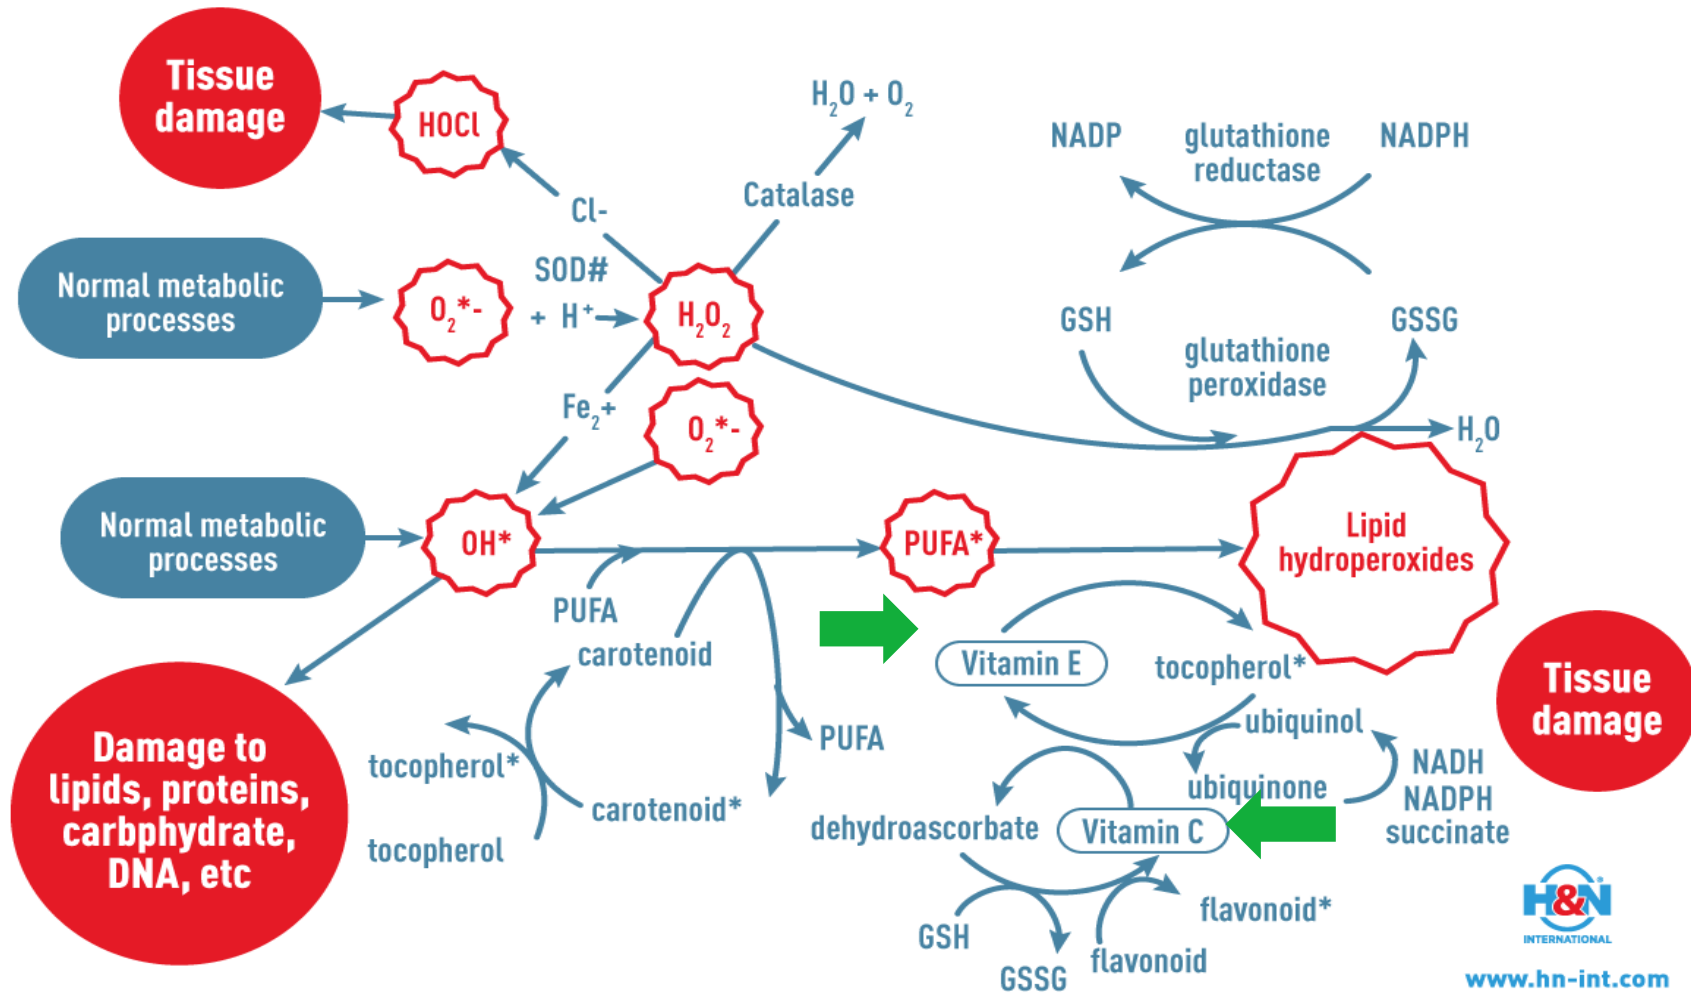 Tissue
damage
HOCl
H₂O + O₂
NADP
glutathione
reductase
NADPH
Catalase
Cl-
SOD#
Normal metabolic
processes
O₂*-
+ H⁺
H₂O₂
GSH
GSSG
glutathione
peroxidase
Fe₂+
O₂*-
H₂O
Normal metabolic
processes
OH*
PUFA*
Lipid
hydroperoxides
PUFA
carotenoid
Vitamin E
tocopherol*
Tissue
damage
ubiquinol
PUFA
Damage to
lipids, proteins,
carbphydrate,
DNA, etc
tocopherol*
carotenoid*
tocopherol
ubiquinone
NADH
NADPH
succinate
dehydroascorbate
Vitamin C
flavonoid*
GSH
flavonoid
GSSG
H&N®
INTERNATIONAL
www.hn-int.com